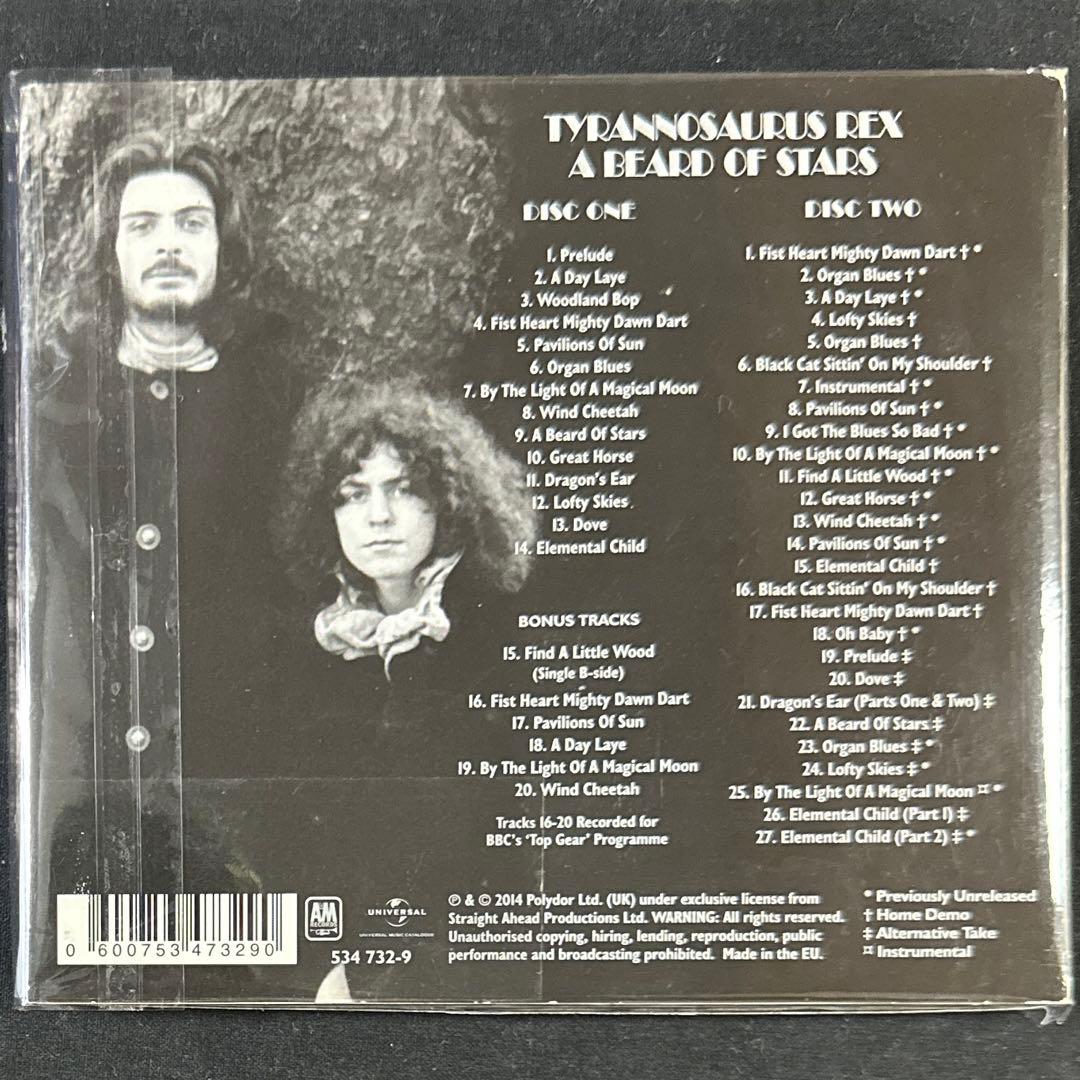 TYRANNOSAURUS REX
A BEARD OF STARS
DISC ONE
1. Prelude
2. A Day Laye
3. Woodland Bop
4. Fist Heart Mighty Dawn Dart
5. Pavilions Of Sun
6. Organ Blues
7. By The Light Of A Magical Moon
8. Wind Cheetah
9. A Beard Of Stars
10. Great Horse
11. Dragon's Ear
12. Lofty Skies
13. Dove
14. Elemental Child
BONUS TRACKS
15. Find A Little Wood
(Single B-side)
16. Fist Heart Mighty Dawn Dart
17. Pavilions Of Sun
18. A Day Laye
19. By The Light Of A Magical Moon
20. Wind Cheetah
Tracks 16-20 Recorded for
BBC's 'Top Gear' Programme
DISC TWO
1. Fist Heart Mighty Dawn Dart † *
2. Organ Blues † *
3. A Day Laye † *
4. Lofty Skies †
5. Organ Blues †
6. Black Cat Sittin' On My Shoulder †
7. Instrumental † *
8. Pavilions Of Sun † *
9. I Got The Blues So Bad † *
10. By The Light Of A Magical Moon † *
11. Find A Little Wood † *
12. Great Horse † *
13. Wind Cheetah † *
14. Pavilions Of Sun † *
15. Elemental Child †
16. Black Cat Sittin' On My Shoulder †
17. Fist Heart Mighty Dawn Dart †
18. Oh Baby † *
19. Prelude ‡
20. Dove ‡
21. Dragon's Ear (Parts One & Two) ‡
22. A Beard Of Stars ‡
23. Organ Blues ‡ *
24. Lofty Skies ‡ *
25. By The Light Of A Magical Moon ¤ *
26. Elemental Child (Part 1) ‡
27. Elemental Child (Part 2) ‡ *
0 600753 473290
A&M
RECORDS
UNIVERSAL
UNIVERSAL MUSIC CATALOGUE
534 732-9
℗ & © 2014 Polydor Ltd. (UK) under exclusive license from
Straight Ahead Productions Ltd. WARNING: All rights reserved.
Unauthorised copying, hiring, lending, reproduction, public
performance and broadcasting prohibited. Made in the EU.
* Previously Unreleased
† Home Demo
‡ Alternative Take
¤ Instrumental